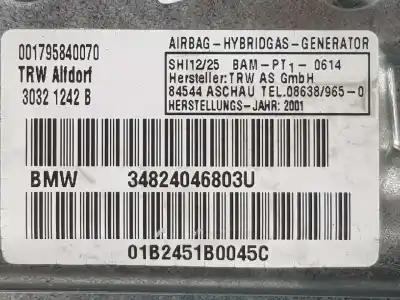 001795840070
TRW Alfdorf
3032 1242 B
AIRBAG-HYBRIDGAS-GENERATOR
SHI12/25 BAM-PT1-0614
Hersteller:TRW AS GmbH
84544 ASCHAU TEL.08638/965-0
HERSTELLUNGS-JAHR: 2001
BMW 34824046803U
01B2451B0045C